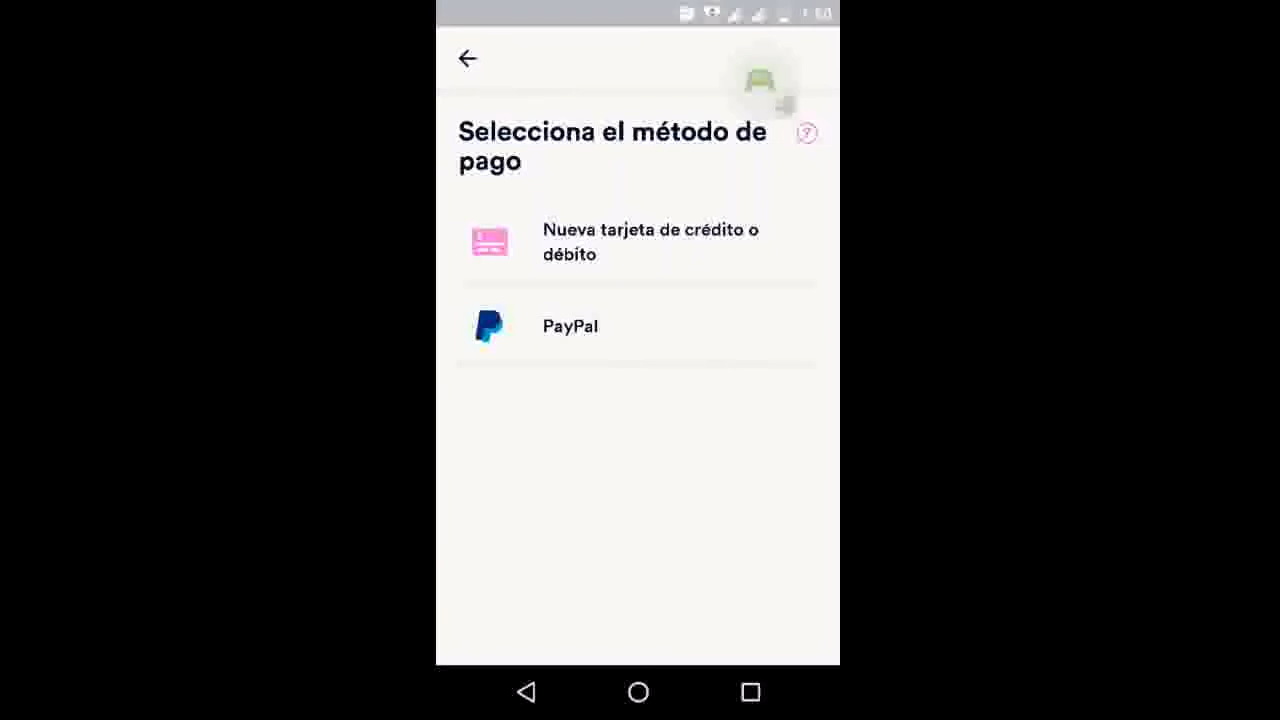 Selecciona el método de
pago
?
Nueva tarjeta de crédito o
débito
PayPal